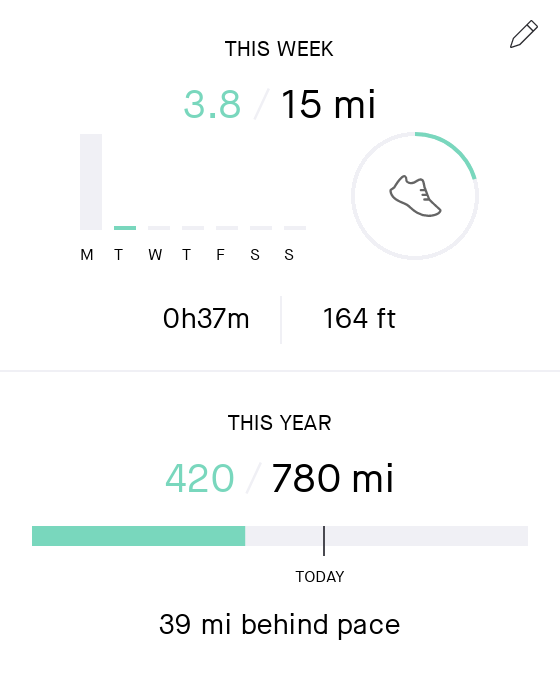 THIS WEEK
3.8 / 15 mi
M T W T F S S
0h37m 164 ft
THIS YEAR
420 / 780 mi
TODAY
39 mi behind pace